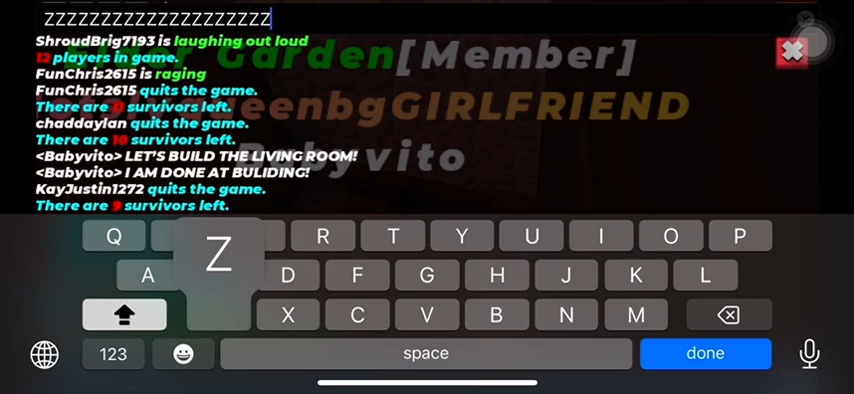 ZZZZZZZZZZZZZZZZZZZZ
ShroudBrig7193 is laughing out loud
12 players in game.
FunChris2615 is raging
FunChris2615 quits the game.
There are 11 survivors left.
chaddaylan quits the game.
There are 10 survivors left.
<Babyvito> LET'S BUILD THE LIVING ROOM!
<Babyvito> I AM DONE AT BULIDING!
KayJustin1272 quits the game.
There are 9 survivors left.
Garden[Member]
queenbgGIRLFRIEND
Babyvito
Z
Q R T Y U I O P
A D F G H J K L
X C V B N M
123 space done